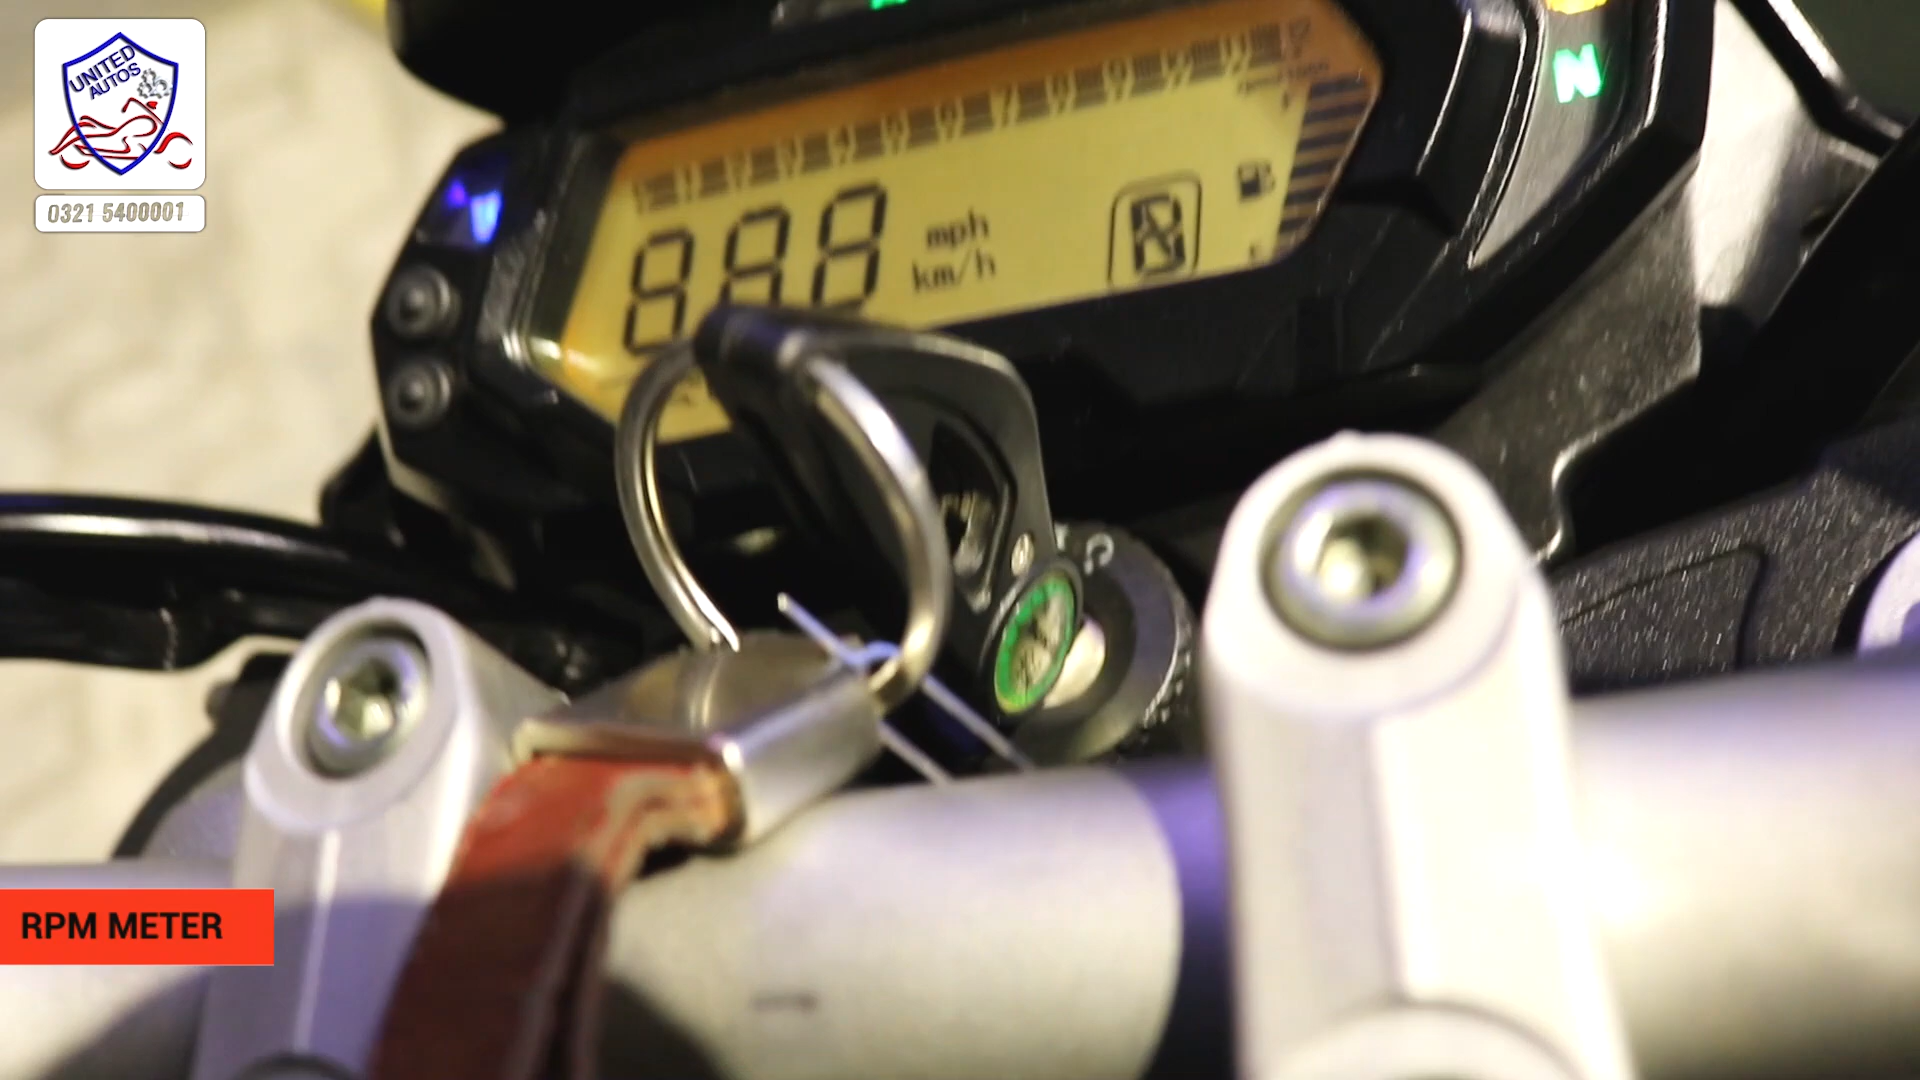 UNITED
AUTOS
0321 5400001
N
888
mph
km/h
RPM METER